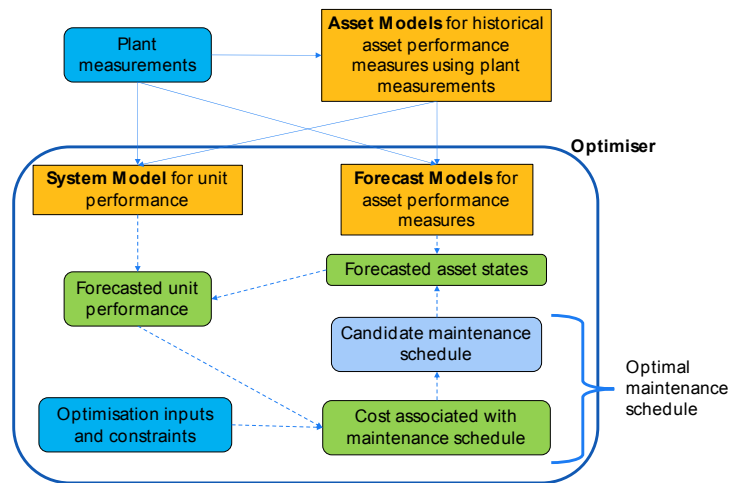 Plant
measurements
Asset Models for historical
asset performance
measures using plant
measurements
Optimiser
System Model for unit
performance
Forecast Models for
asset performance
measures
Forecasted asset states
Forecasted unit
performance
Candidate maintenance
schedule
Optimal
maintenance
schedule
Optimisation inputs
and constraints
Cost associated with
maintenance schedule